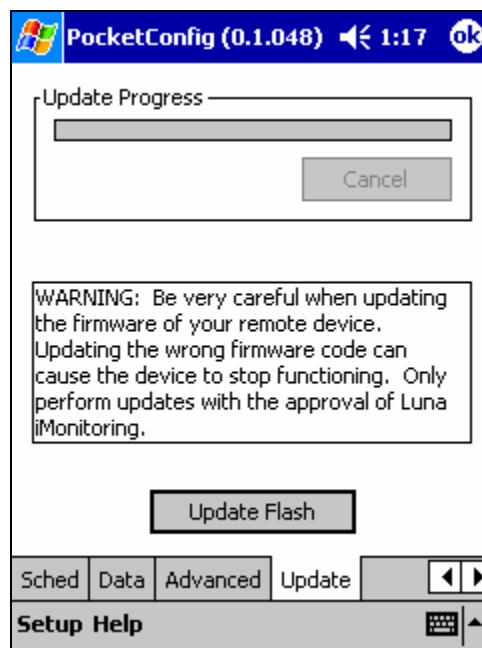 PocketConfig (0.1.048) 1:17 ok
Update Progress
Cancel
WARNING:  Be very careful when updating
the firmware of your remote device.
Updating the wrong firmware code can
cause the device to stop functioning.  Only
perform updates with the approval of Luna
iMonitoring.
Update Flash
Sched Data Advanced Update
Setup Help